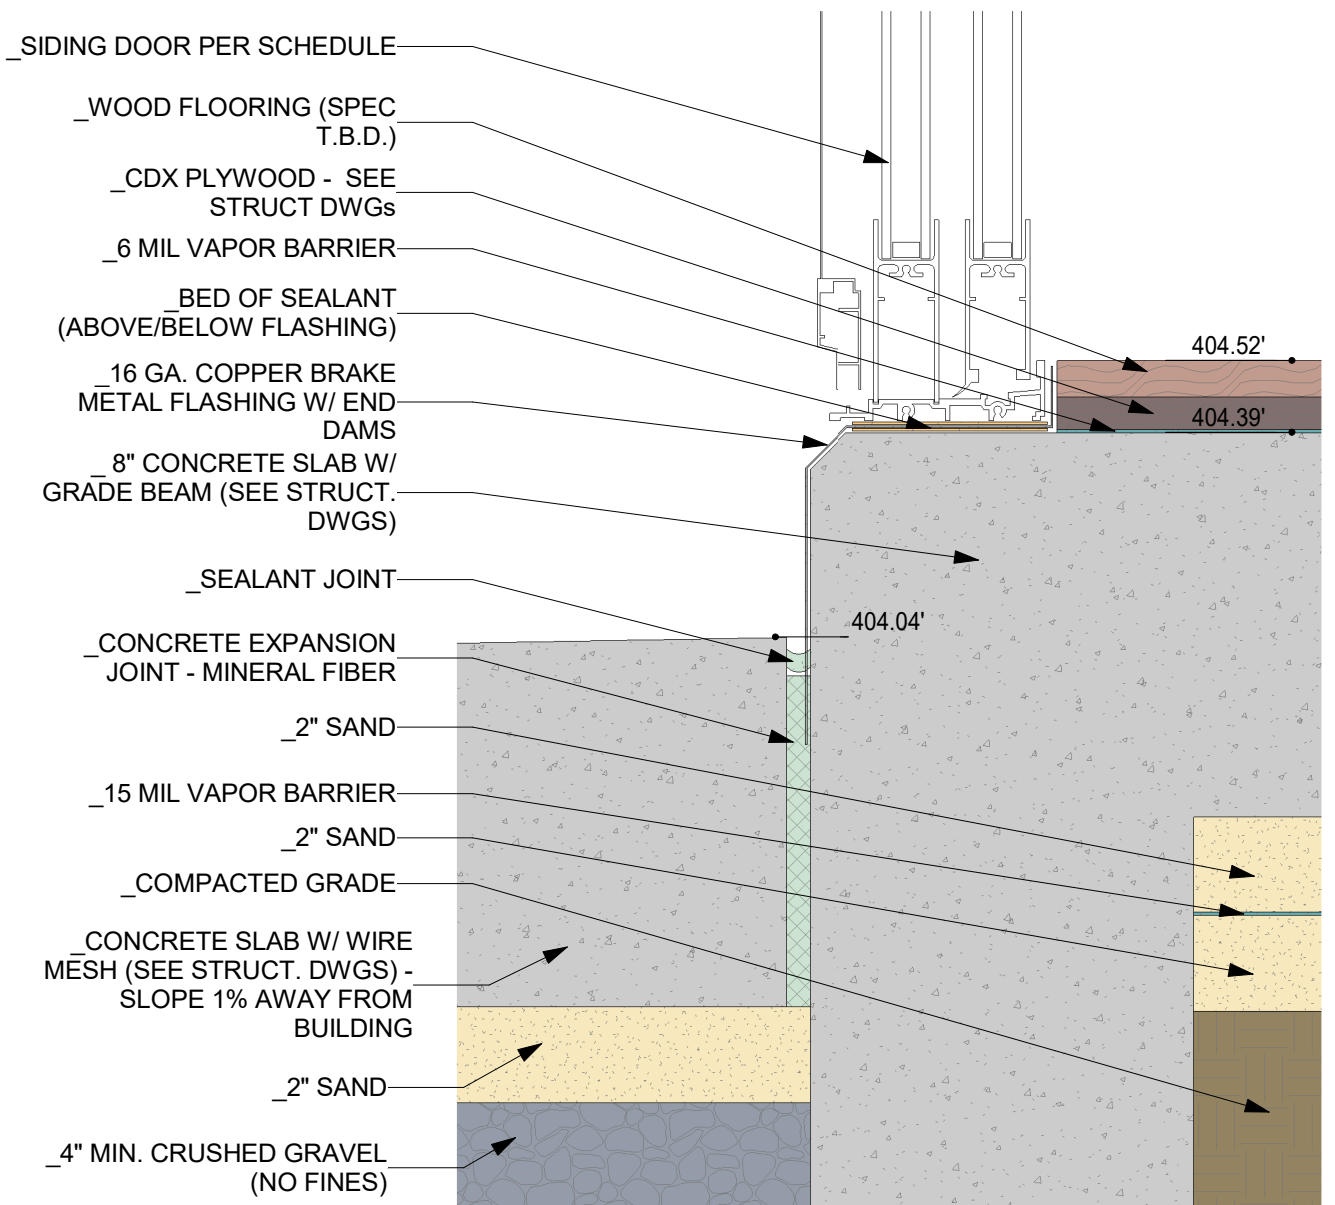 _SIDING DOOR PER SCHEDULE
_WOOD FLOORING (SPEC
T.B.D.)
_CDX PLYWOOD - SEE
STRUCT DWGs
_6 MIL VAPOR BARRIER
_BED OF SEALANT
(ABOVE/BELOW FLASHING)
_16 GA. COPPER BRAKE
METAL FLASHING W/ END
DAMS
_ 8" CONCRETE SLAB W/
GRADE BEAM (SEE STRUCT.
DWGS)
_SEALANT JOINT
_CONCRETE EXPANSION
JOINT - MINERAL FIBER
_2" SAND
_15 MIL VAPOR BARRIER
_2" SAND
_COMPACTED GRADE
_CONCRETE SLAB W/ WIRE
MESH (SEE STRUCT. DWGS) -
SLOPE 1% AWAY FROM
BUILDING
_2" SAND
_4" MIN. CRUSHED GRAVEL
(NO FINES)
404.52'
404.39'
404.04'